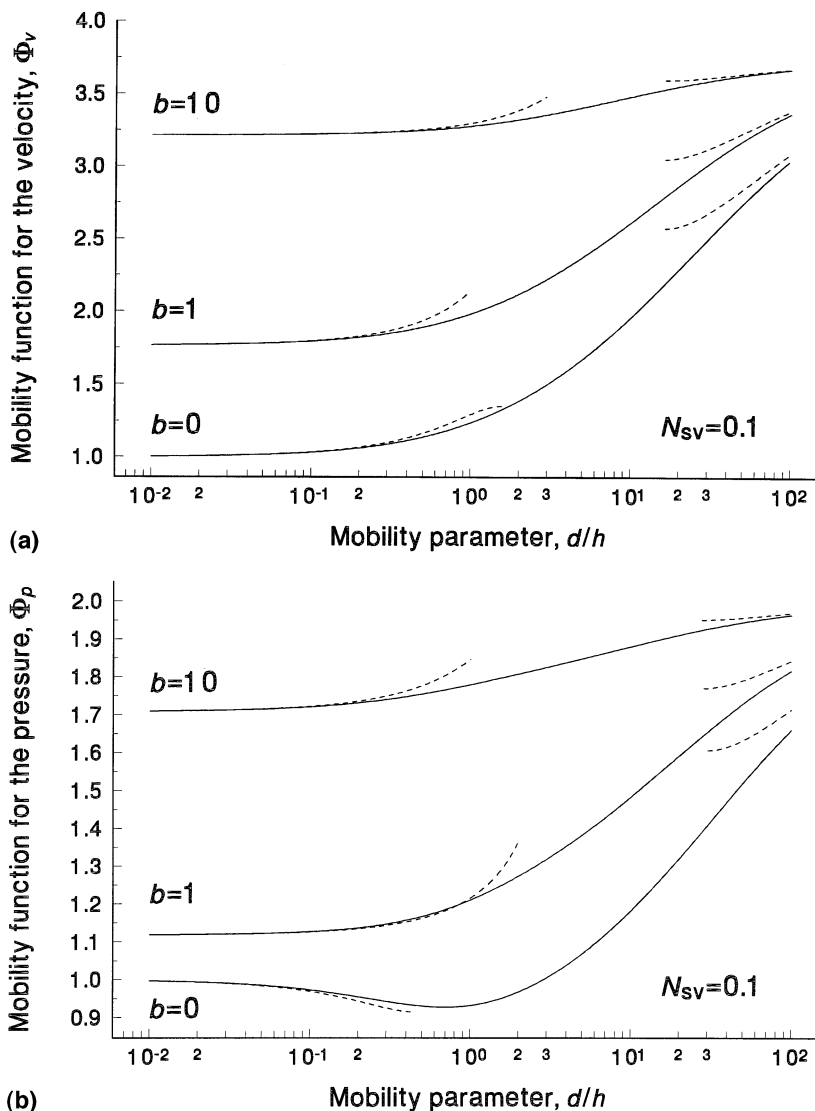 Mobility function for the velocity, Φᵥ
4.0
3.5
3.0
2.5
2.0
1.5
1.0
b=10
b=1
b=0
N_SV=0.1
10⁻² 2 10⁻¹ 2 10⁰ 2 3 10¹ 2 3 10²
Mobility parameter, d/h
(a)
Mobility function for the pressure, Φₚ
2.0
1.9
1.8
1.7
1.6
1.5
1.4
1.3
1.2
1.1
1.0
0.9
b=10
b=1
b=0
N_SV=0.1
10⁻² 2 10⁻¹ 2 10⁰ 2 3 10¹ 2 3 10²
Mobility parameter, d/h
(b)